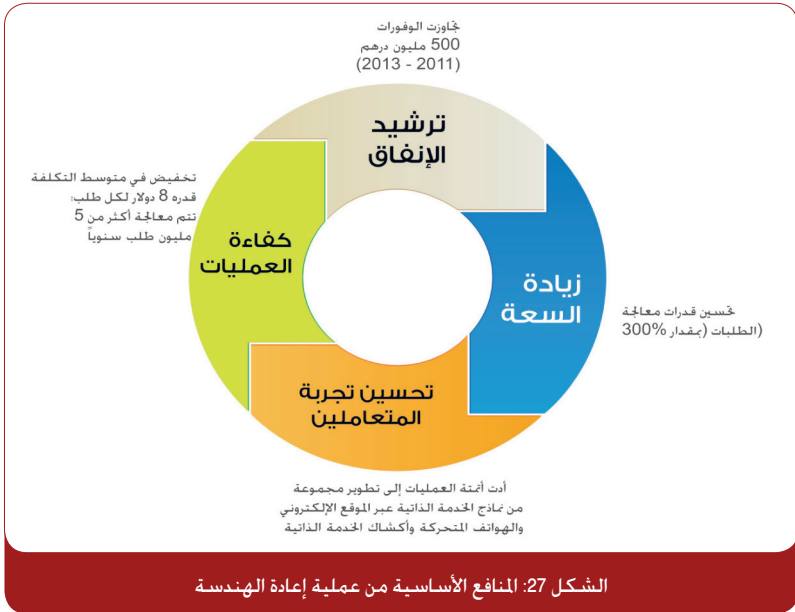 تجاوزت الوفورات
500 مليون درهم
(2011 - 2013)
ترشيد
الإنفاق
تخفيض في متوسط التكلفة
قدره 8 دولار لكل طلب:
تتم معالجة أكثر من 5
مليون طلب سنوياً
كفاءة
العمليات
زيادة
السعة
تحسين قدرات معالجة
الطلبات (بمقدار 300%)
تحسين تجربة
المتعاملين
أدت أتمتة العمليات إلى تطوير مجموعة
من نماذج الخدمة الذاتية عبر الموقع الإلكتروني
والهواتف المتحركة وأكشاك الخدمة الذاتية
الشكل 27: المنافع الأساسية من عملية إعادة الهندسة